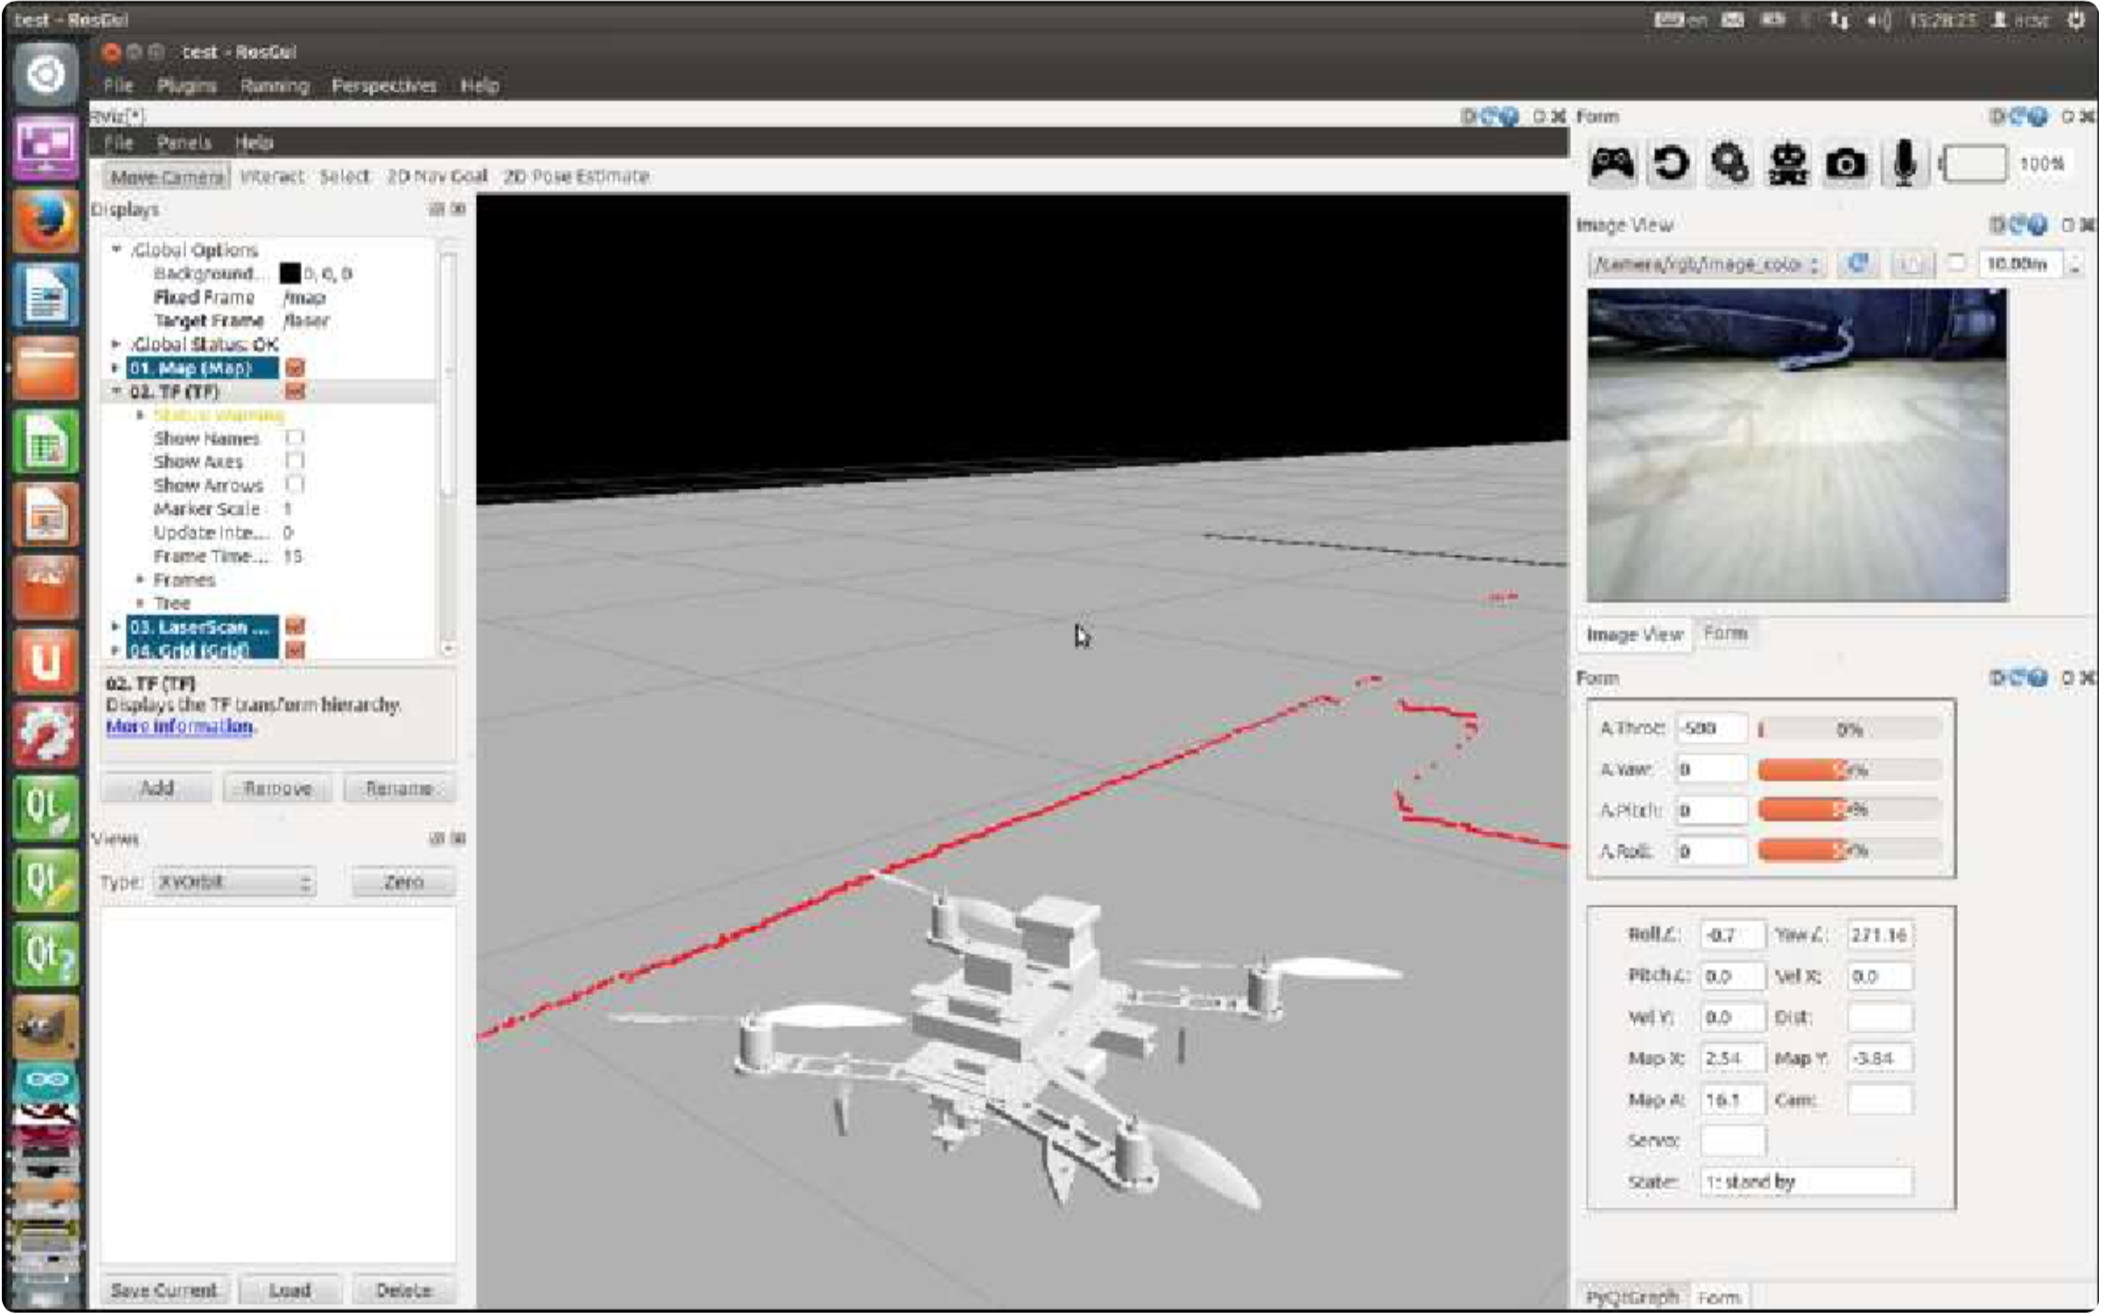 test - RosGui
en 15:28:25
test - RosGui
File Plugins Running Perspectives Help
RViz[*]
Form
File Panels Help
Move Camera Interact Select 2D Nav Goal 2D Pose Estimate
100%
Displays
Image View
.Global Options
Background... 0, 0, 0
Fixed Frame /map
Target Frame /laser
.Global Status: OK
01. Map (Map)
02. TF (TF)
Status: Warning
Show Names
Show Axes
Show Arrows
Marker Scale 1
Update Inte... 0
Frame Time... 15
Frames
Tree
03. LaserScan ...
04. Grid (Grid)
02. TF (TF)
Displays the TF transform hierarchy.
More Information.
Add Remove Rename
Views
Type: XYOrbit Zero
Save Current Load Delete
/camera/rgb/image_colo 10.00m
Image View Form
Form
A.Throt: -500 0%
A.Yaw: 0
A.Pitch: 0
A.Roll: 0
Roll∠: -0.7 Yaw∠: 271.16
Pitch∠: 0.0 Vel X: 0.0
Vel Y: 0.0 Dist:
Map X: 2.54 Map Y: -3.84
Map A: 16.1 Cam:
Servo:
State: 1: stand by
PyQtGraph Form